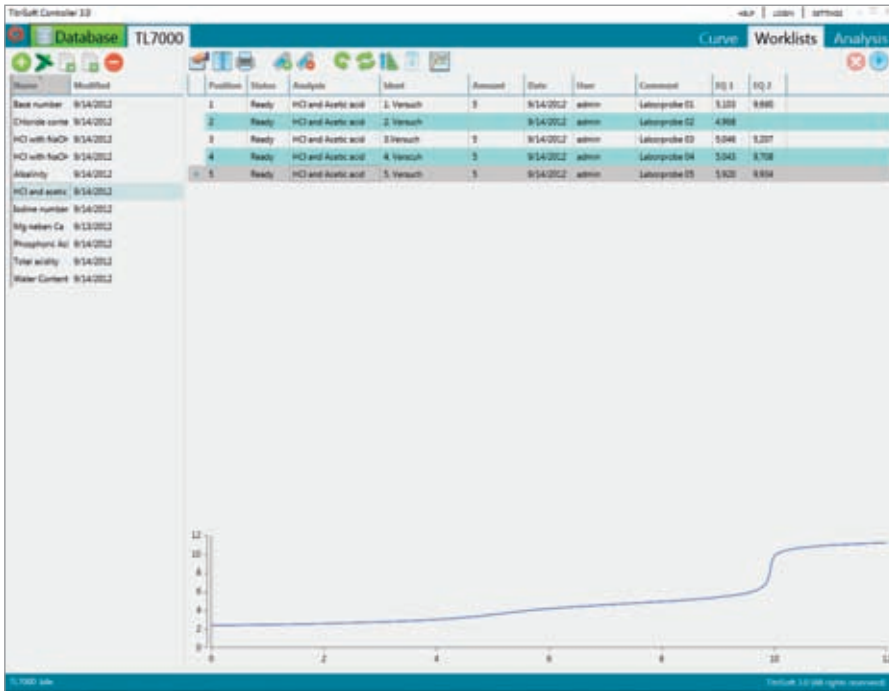 TitriSoft Controller 3.0 HELP LOGIN SETTINGS
Database TL7000 Curve Worklists Analysis
Name Modified Position Status Analysis Ident Amount Date User Comment EQ 1 EQ 2
Base number 9/14/2012 1 Ready HCl and Acetic acid 1. Versuch 5 9/14/2012 admin Laborprobe 01 5,103
Chloride conte 9/14/2012 2 Ready HCl and Acetic acid 2. Versuch 9/14/2012 admin Laborprobe 02 4,968
HCl with NaOH 9/14/2012 3 Ready HCl and Acetic acid 3.Versuch 5 9/14/2012 admin Laborprobe 03 5,046
HCl with NaOH 9/14/2012 4 Ready HCl and Acetic acid 4. Versuch 5 9/14/2012 admin Laborprobe 04 5,043 9,708
Alkalinity 9/14/2012 5 Ready HCl and Acetic acid 5. Versuch 5 9/14/2012 admin Laborprobe 05 5,920 9,934
HCl and acetic 9/14/2012
Iodine number 9/14/2012
Mg neben Ca 9/13/2012
Phosphoric Aci 9/14/2012
Total acidity 9/14/2012
Water Content 9/14/2012
12
10
8
6
4
2
0
0 2 4 6 8 10 12
TL7000 Idle TitriSoft 3.0 (All rights reserved)